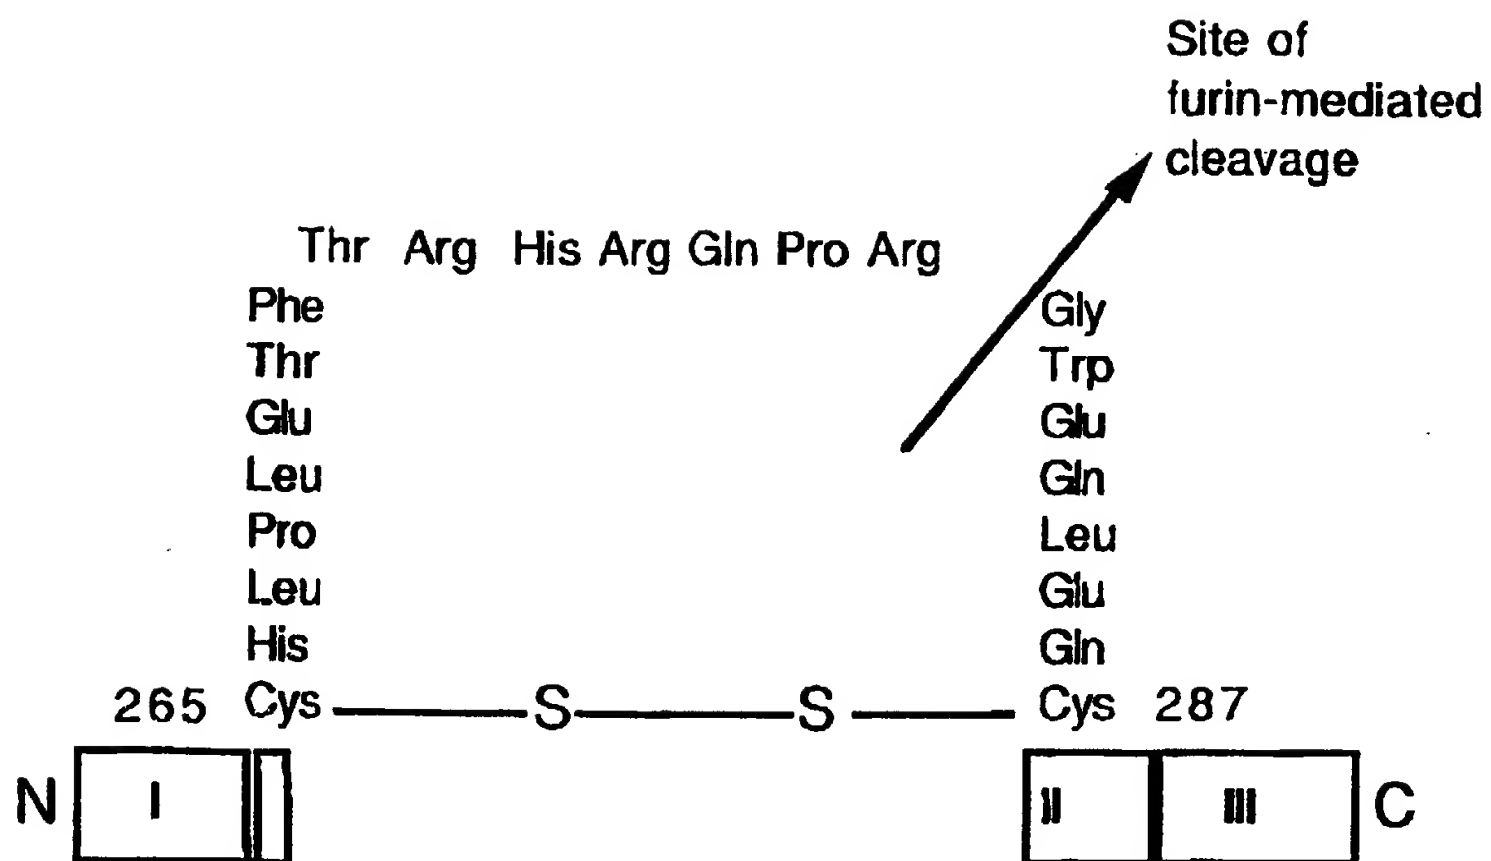 Site of
furin-mediated
cleavage
Thr Arg His Arg Gln Pro Arg
Phe Gly
Thr Trp
Glu Glu
Leu Gln
Pro Leu
Leu Glu
His Gln
265 Cys S S Cys 287
N I II III C